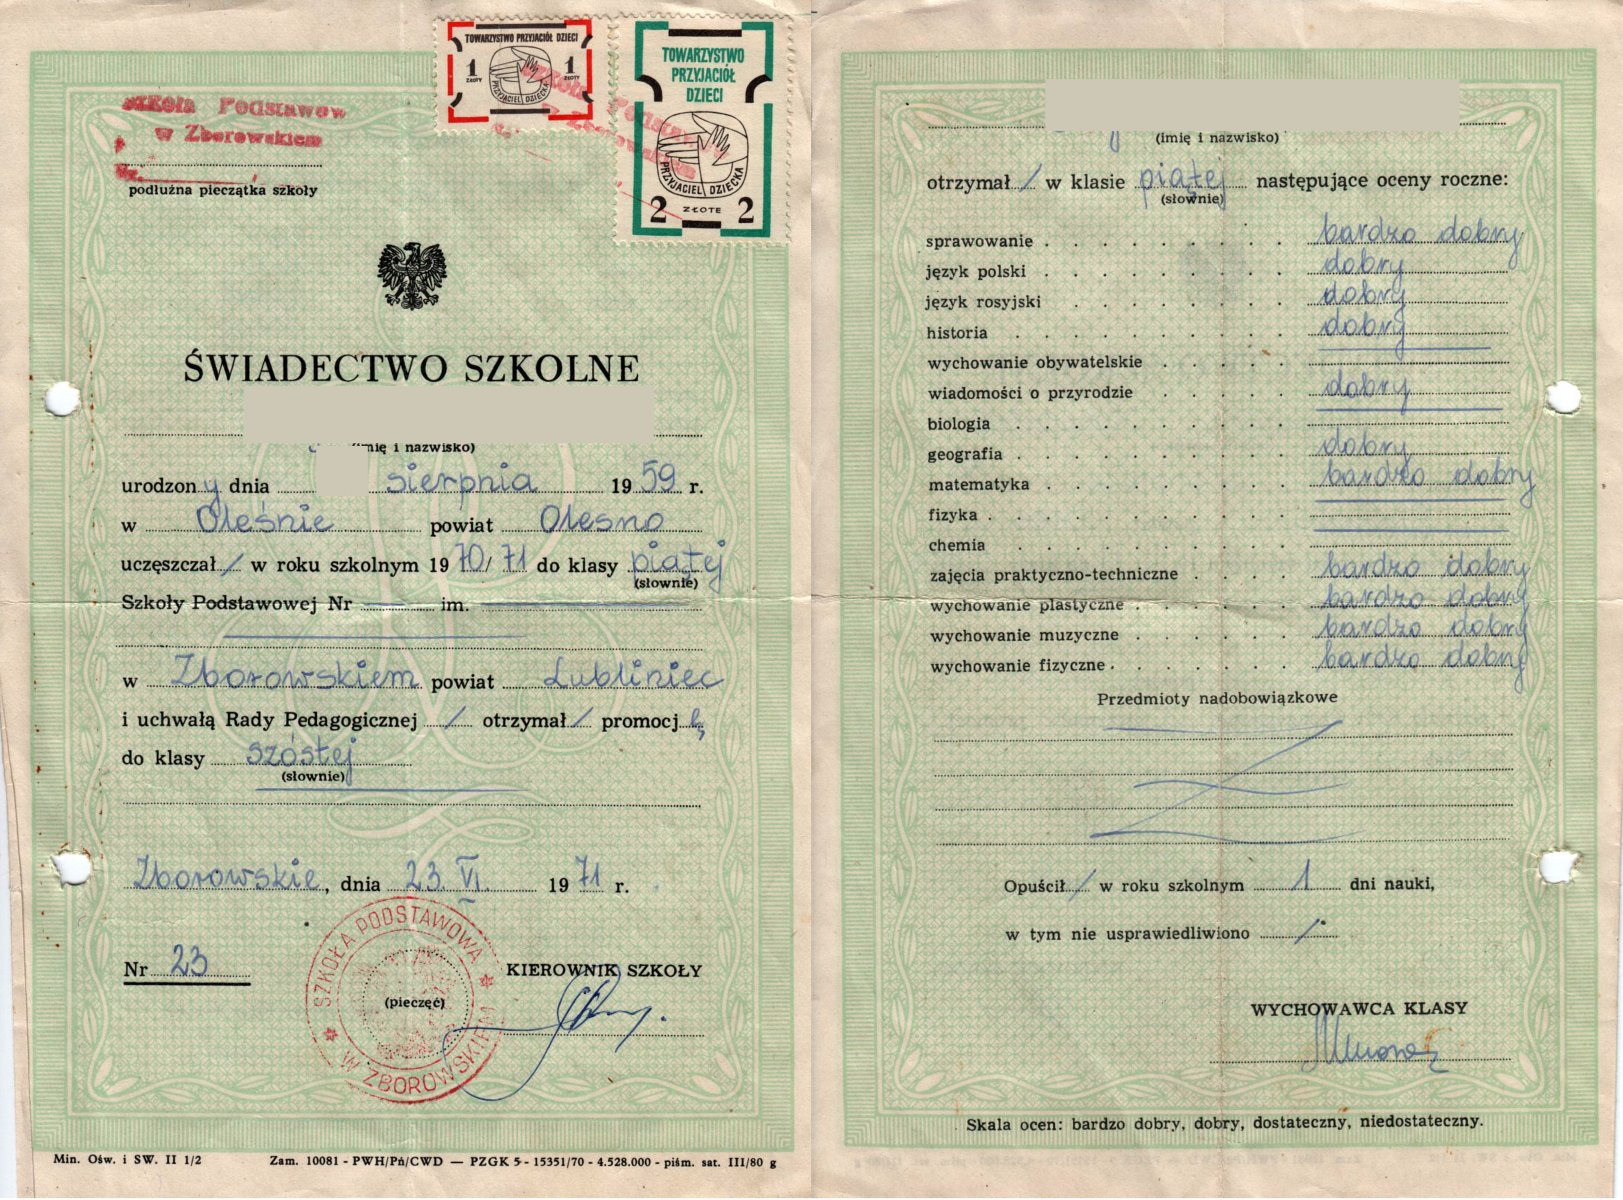 Szkoła Podstawow
w Zborowskiem
Nr.
podłużna pieczątka szkoły
TOWARZYSTWO PRZYJACIÓŁ DZIECI
1 ZŁOTY 1 ZŁOTY
PRZYJACIEL DZIECKA
TOWARZYSTWO
PRZYJACIÓŁ
DZIECI
PRZYJACIEL DZIECKA
2 ZŁOTE 2
ŚWIADECTWO SZKOLNE
(imię i nazwisko)
urodzony dnia sierpnia 1959 r.
w Oleśnie powiat Olesno
uczęszczał / w roku szkolnym 1970/71 do klasy piątej
(słownie)
Szkoły Podstawowej Nr — im. —
w Zborowskiem powiat Lubliniec
i uchwałą Rady Pedagogicznej / otrzymał / promocję
do klasy szóstej
(słownie)
Zborowskie, dnia 23. VI. 1971 r.
Nr 23
SZKOŁA PODSTAWOWA
W ZBOROWSKIEM
(pieczęć)
KIEROWNIK SZKOŁY
Min. Ośw. i SW. II 1/2 Zam. 10081 - PWH/Pń/CWD — PZGK 5 - 15351/70 - 4.528.000 - piśm. sat. III/80 g
(imię i nazwisko)
otrzymał / w klasie piątej następujące oceny roczne:
(słownie)
sprawowanie . . . . . . . . . bardzo dobry
język polski . . . . . . . . . dobry
język rosyjski . . . . . . . . dobry
historia . . . . . . . . . . dobry
wychowanie obywatelskie . . . . . —
wiadomości o przyrodzie . . . . . dobry
biologia . . . . . . . . . . —
geografia . . . . . . . . . . dobry
matematyka . . . . . . . . . bardzo dobry
fizyka . . . . . . . . . . . —
chemia . . . . . . . . . . —
zajęcia praktyczno-techniczne . . . . bardzo dobry
wychowanie plastyczne . . . . . . bardzo dobry
wychowanie muzyczne . . . . . . bardzo dobry
wychowanie fizyczne . . . . . . . bardzo dobry
Przedmioty nadobowiązkowe
Opuścił / w roku szkolnym 1 dni nauki,
w tym nie usprawiedliwiono /.
WYCHOWAWCA KLASY
Skala ocen: bardzo dobry, dobry, dostateczny, niedostateczny.